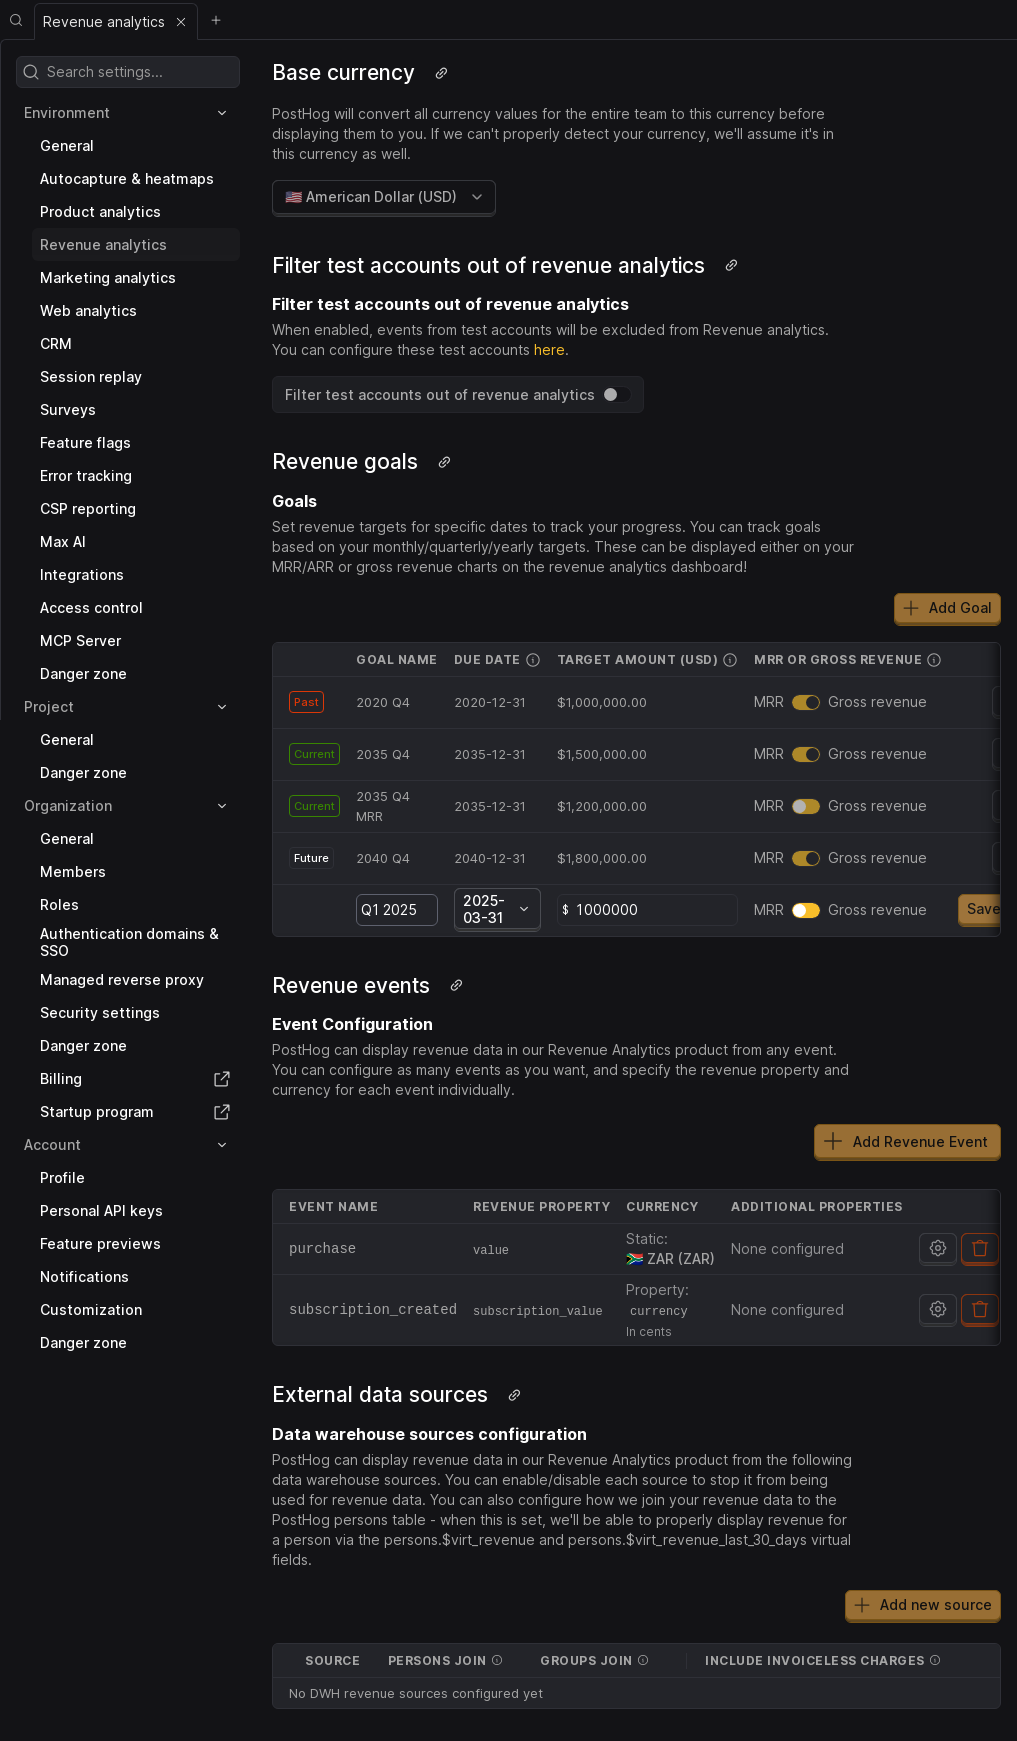 Revenue analytics
Search settings...
Environment
General
Autocapture & heatmaps
Product analytics
Revenue analytics
Marketing analytics
Web analytics
CRM
Session replay
Surveys
Feature flags
Error tracking
CSP reporting
Max AI
Integrations
Access control
MCP Server
Danger zone
Project
General
Danger zone
Organization
General
Members
Roles
Authentication domains &
SSO
Managed reverse proxy
Security settings
Danger zone
Billing
Startup program
Account
Profile
Personal API keys
Feature previews
Notifications
Customization
Danger zone
Base currency
PostHog will convert all currency values for the entire team to this currency before
displaying them to you. If we can't properly detect your currency, we'll assume it's in
this currency as well.
🇺🇸 American Dollar (USD)
Filter test accounts out of revenue analytics
Filter test accounts out of revenue analytics
When enabled, events from test accounts will be excluded from Revenue analytics.
You can configure these test accounts here.
Filter test accounts out of revenue analytics
Revenue goals
Goals
Set revenue targets for specific dates to track your progress. You can track goals
based on your monthly/quarterly/yearly targets. These can be displayed either on your
MRR/ARR or gross revenue charts on the revenue analytics dashboard!
Add Goal
GOAL NAME DUE DATE TARGET AMOUNT (USD) MRR OR GROSS REVENUE
Past 2020 Q4 2020-12-31 $1,000,000.00 MRR Gross revenue
Current 2035 Q4 2035-12-31 $1,500,000.00 MRR Gross revenue
Current 2035 Q4 MRR 2035-12-31 $1,200,000.00 MRR Gross revenue
Future 2040 Q4 2040-12-31 $1,800,000.00 MRR Gross revenue
Q1 2025 2025-03-31 $ 1000000 MRR Gross revenue Save
Revenue events
Event Configuration
PostHog can display revenue data in our Revenue Analytics product from any event.
You can configure as many events as you want, and specify the revenue property and
currency for each event individually.
Add Revenue Event
EVENT NAME REVENUE PROPERTY CURRENCY ADDITIONAL PROPERTIES
purchase value Static: 🇿🇦 ZAR (ZAR) None configured
subscription_created subscription_value Property: currency In cents None configured
External data sources
Data warehouse sources configuration
PostHog can display revenue data in our Revenue Analytics product from the following
data warehouse sources. You can enable/disable each source to stop it from being
used for revenue data. You can also configure how we join your revenue data to the
PostHog persons table - when this is set, we'll be able to properly display revenue for
a person via the persons.$virt_revenue and persons.$virt_revenue_last_30_days virtual
fields.
Add new source
SOURCE PERSONS JOIN GROUPS JOIN INCLUDE INVOICELESS CHARGES
No DWH revenue sources configured yet